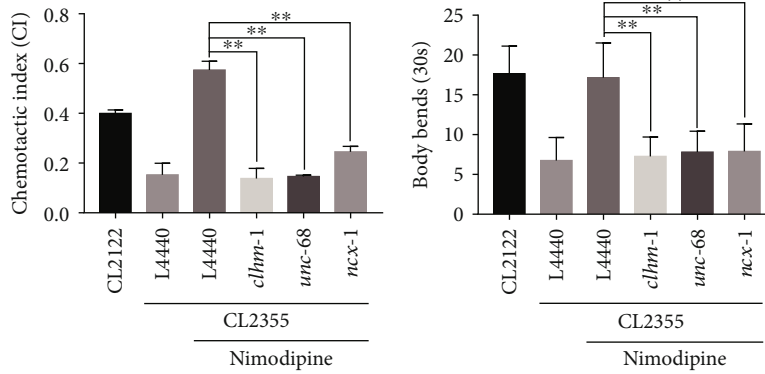 Chemotactic index (CI)
0.8
0.6
0.4
0.2
0.0
**
**
**
CL2122
L4440
L4440
clhm-1
unc-68
ncx-1
CL2355
Nimodipine
Body bends (30s)
25
20
15
10
5
0
**
**
CL2122
L4440
L4440
clhm-1
unc-68
ncx-1
CL2355
Nimodipine